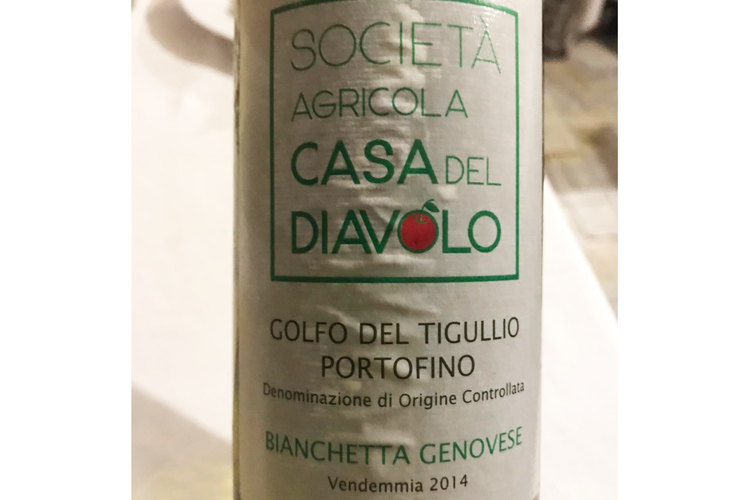 SOCIETÀ
AGRICOLA
CASA DEL
DIAVOLO
GOLFO DEL TIGULLIO
PORTOFINO
Denominazione di Origine Controllata
BIANCHETTA GENOVESE
Vendemmia 2014